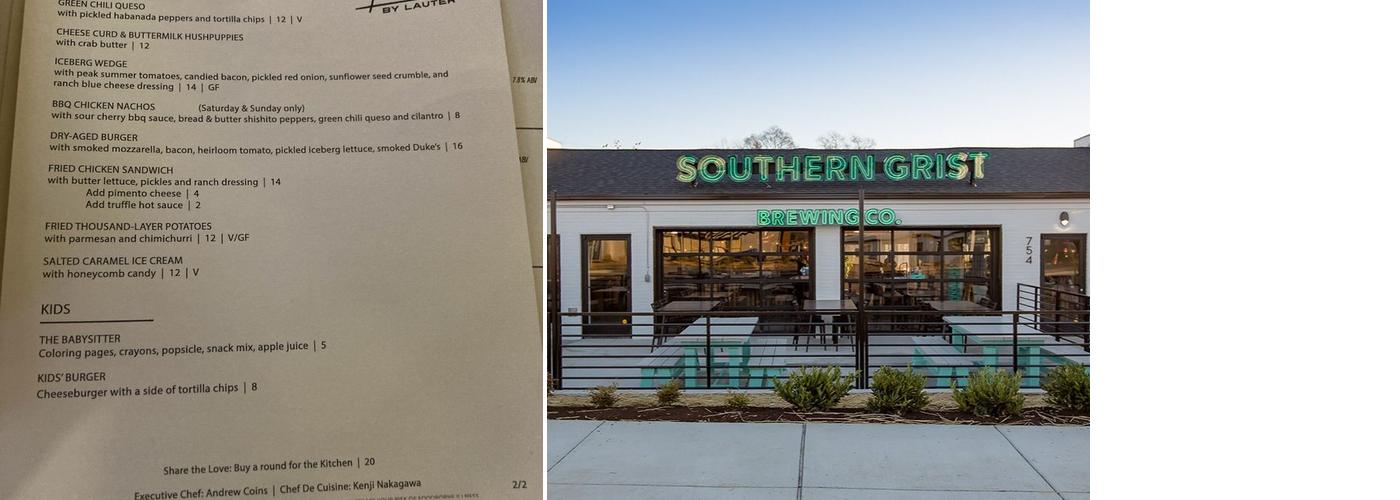 GREEN CHILI QUESO
with pickled habanada peppers and tortilla chips | 12 | V
BY LAUTER
CHEESE CURD & BUTTERMILK HUSHPUPPIES
with crab butter | 12
ICEBERG WEDGE
with peak summer tomatoes, candied bacon, pickled red onion, sunflower seed crumble, and
ranch blue cheese dressing | 14 | GF
7.8% ABV
BBQ CHICKEN NACHOS (Saturday & Sunday only)
with sour cherry bbq sauce, bread & butter shishito peppers, green chili queso and cilantro | 8
DRY-AGED BURGER
with smoked mozzarella, bacon, heirloom tomato, pickled iceberg lettuce, smoked Duke's | 16
ABV
FRIED CHICKEN SANDWICH
with butter lettuce, pickles and ranch dressing | 14
Add pimento cheese | 4
Add truffle hot sauce | 2
FRIED THOUSAND-LAYER POTATOES
with parmesan and chimichurri | 12 | V/GF
SALTED CARAMEL ICE CREAM
with honeycomb candy | 12 | V
KIDS
THE BABYSITTER
Coloring pages, crayons, popsicle, snack mix, apple juice | 5
KIDS' BURGER
Cheeseburger with a side of tortilla chips | 8
Share the Love: Buy a round for the Kitchen | 20
Executive Chef: Andrew Coins | Chef De Cuisine: Kenji Nakagawa
2/2
SOUTHERN GRIST
BREWING CO.
754